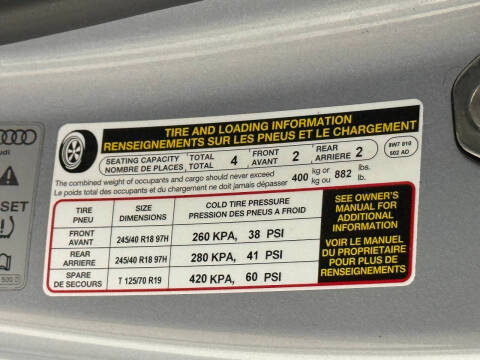 TIRE AND LOADING INFORMATION
RENSEIGNEMENTS SUR LES PNEUS ET LE CHARGEMENT
SEATING CAPACITY TOTAL 4 FRONT 2 REAR 2
NOMBRE DE PLACES TOTAL AVANT ARRIERE
8W7 010
502 AD
The combined weight of occupants and cargo should never exceed 400 kg or 882 lbs.
Le poids total des occupants et du chargement ne doit jamais dépasser kg ou lb.
TIRE SIZE COLD TIRE PRESSURE
PNEU DIMENSIONS PRESSION DES PNEUS A FROID
FRONT
AVANT 245/40 R18 97H 260 KPA, 38 PSI
REAR
ARRIERE 245/40 R18 97H 280 KPA, 41 PSI
SPARE
DE SECOURS T 125/70 R19 420 KPA, 60 PSI
SEE OWNER'S
MANUAL FOR
ADDITIONAL
INFORMATION
VOIR LE MANUEL
DU PROPRIETAIRE
POUR PLUS DE
RENSEIGNEMENTS